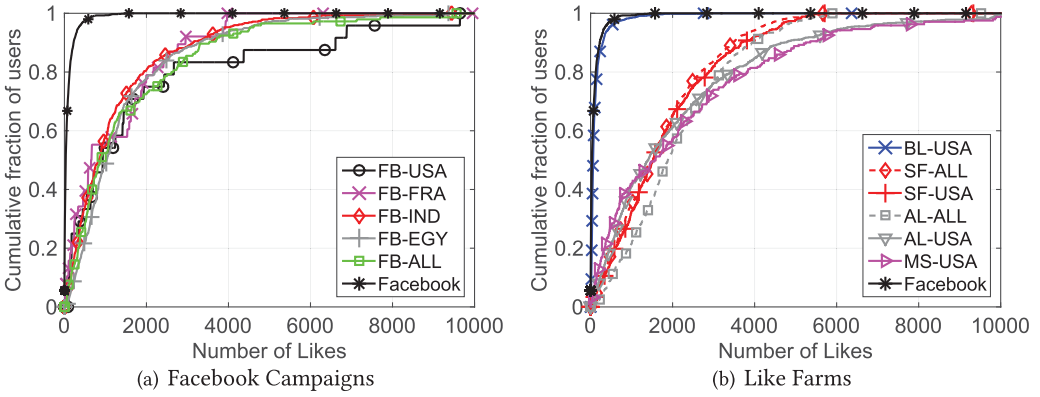 Cumulative fraction of users
1
0.8
0.6
0.4
0.2
0
FB-USA
FB-FRA
FB-IND
FB-EGY
FB-ALL
Facebook
0 2000 4000 6000 8000 10000
Number of Likes
(a) Facebook Campaigns
Cumulative fraction of users
1
0.8
0.6
0.4
0.2
0
BL-USA
SF-ALL
SF-USA
AL-ALL
AL-USA
MS-USA
Facebook
0 2000 4000 6000 8000 10000
Number of Likes
(b) Like Farms